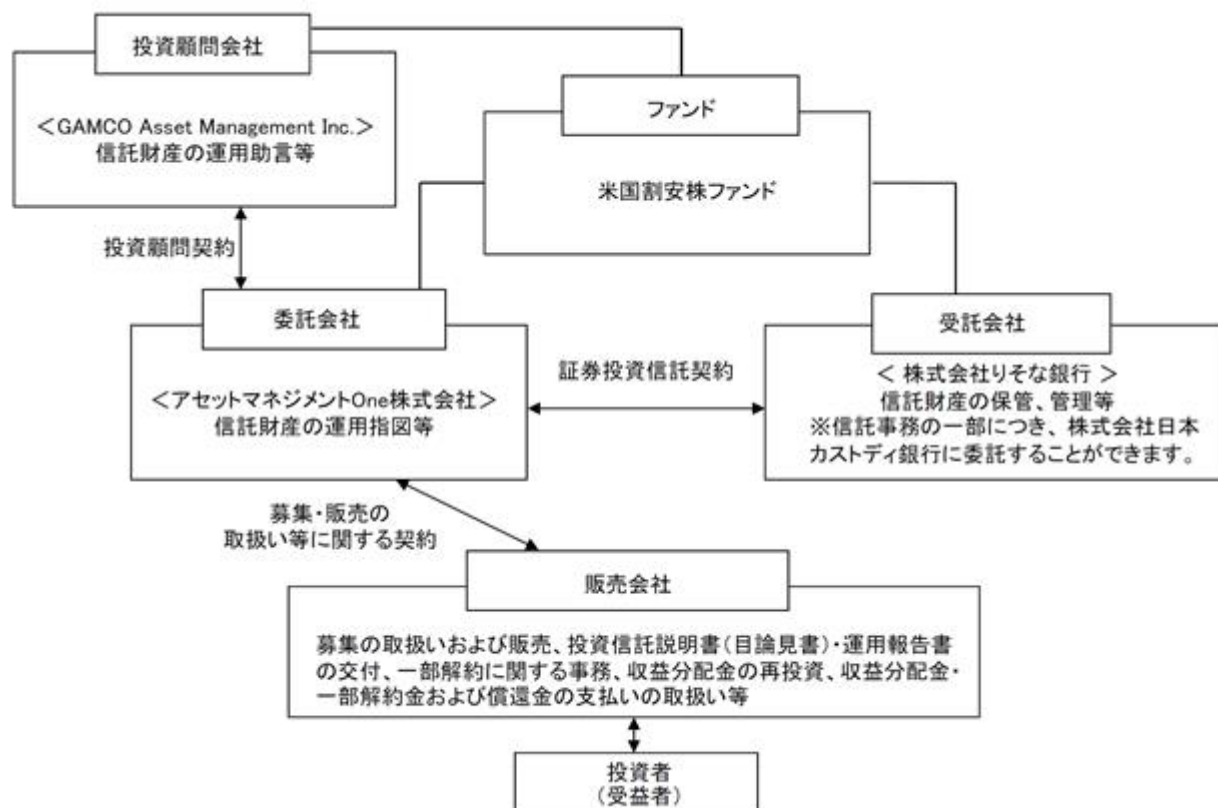 投資顧問会社
＜GAMCO Asset Management Inc.＞
信託財産の運用助言等
ファンド
米国割安株ファンド
投資顧問契約
委託会社
＜アセットマネジメントOne株式会社＞
信託財産の運用指図等
証券投資信託契約
受託会社
＜ 株式会社りそな銀行 ＞
信託財産の保管、管理等
※信託事務の一部につき、株式会社日本
カストディ銀行に委託することができます。
募集・販売の
取扱い等に関する契約
販売会社
募集の取扱いおよび販売、投資信託説明書（目論見書）・運用報告書
の交付、一部解約に関する事務、収益分配金の再投資、収益分配金・
一部解約金および償還金の支払いの取扱い等
投資者
（受益者）